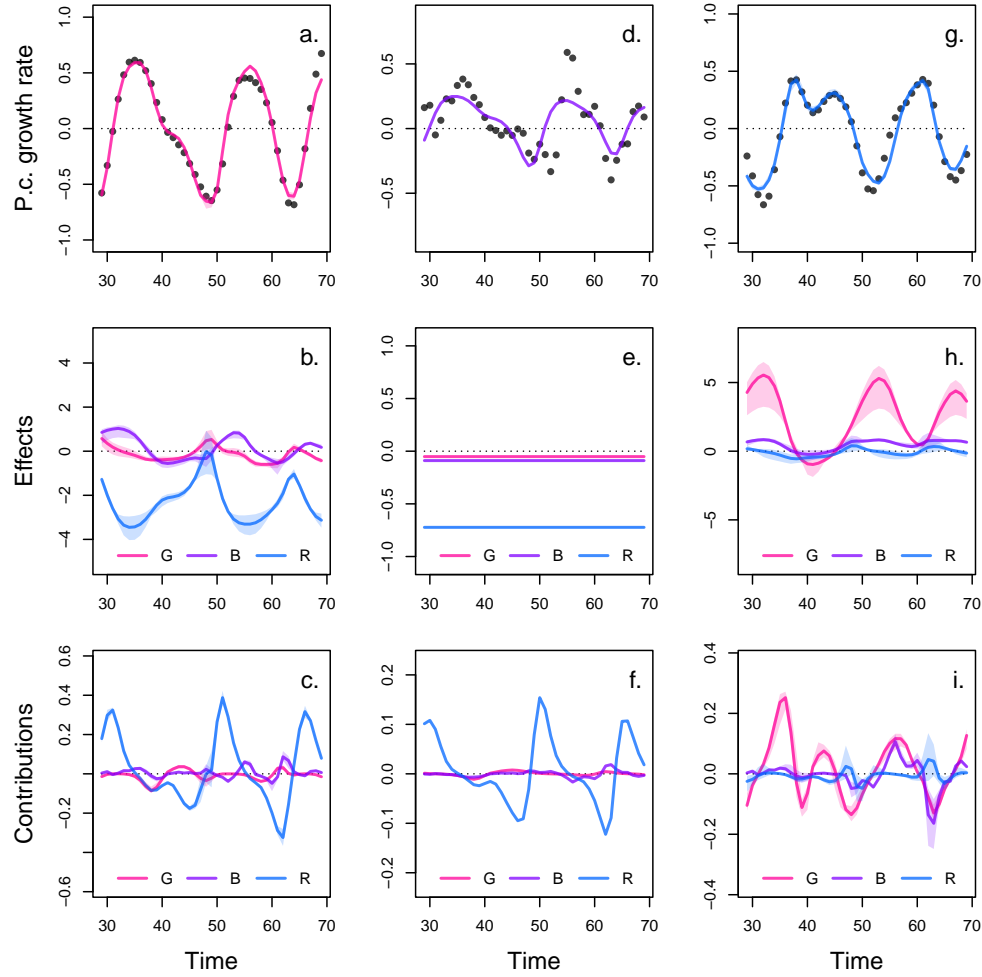 P.c. growth rate
1.0
0.5
0.0
−0.5
−1.0
30 40 50 60 70
a.
0.5
0.0
−0.5
30 40 50 60 70
d.
1.0
0.5
0.0
−0.5
−1.0
30 40 50 60 70
g.
Effects
4
2
0
−2
−4
30 40 50 60 70
b.
G B R
1.0
0.5
0.0
−0.5
−1.0
30 40 50 60 70
e.
G B R
5
0
−5
30 40 50 60 70
h.
G B R
Contributions
0.6
0.4
0.2
−0.2
−0.6
30 40 50 60 70
c.
G B R
Time
0.2
0.1
0.0
−0.1
−0.2
30 40 50 60 70
f.
G B R
Time
0.4
0.2
0.0
−0.2
−0.4
30 40 50 60 70
i.
G B R
Time